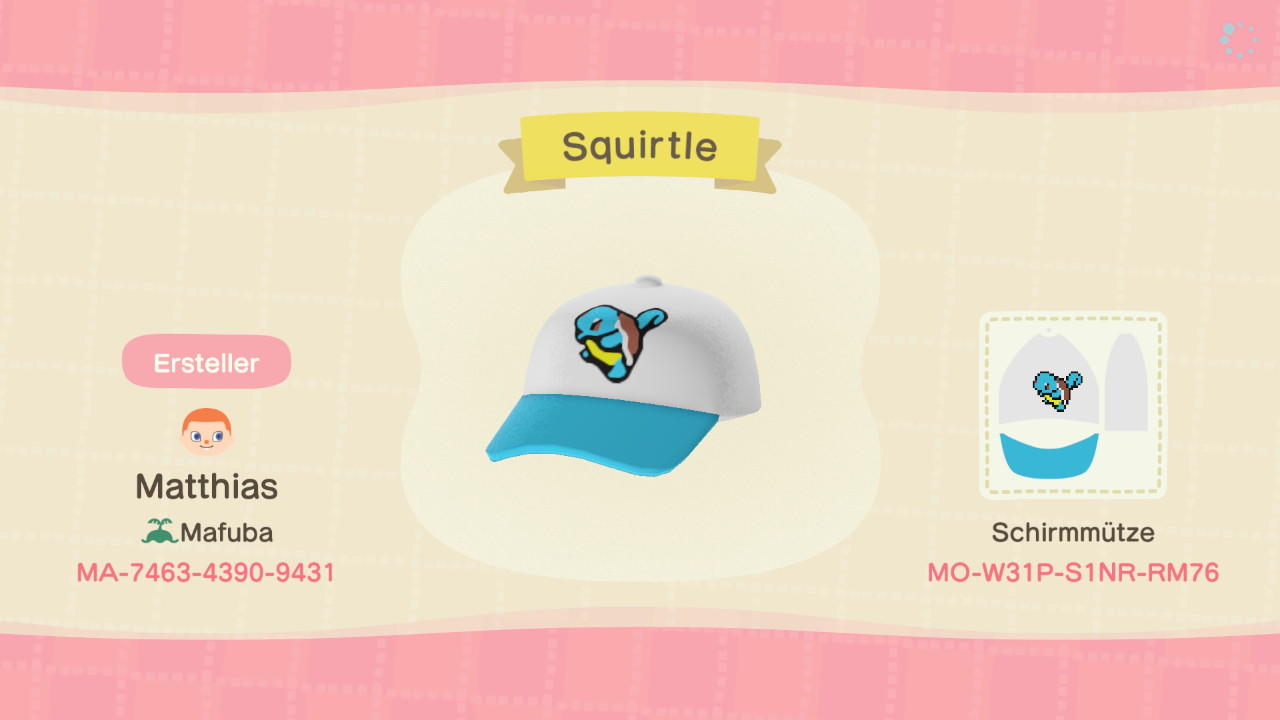 Squirtle
Ersteller
Matthias
Mafuba
MA-7463-4390-9431
Schirmmütze
MO-W31P-S1NR-RM76